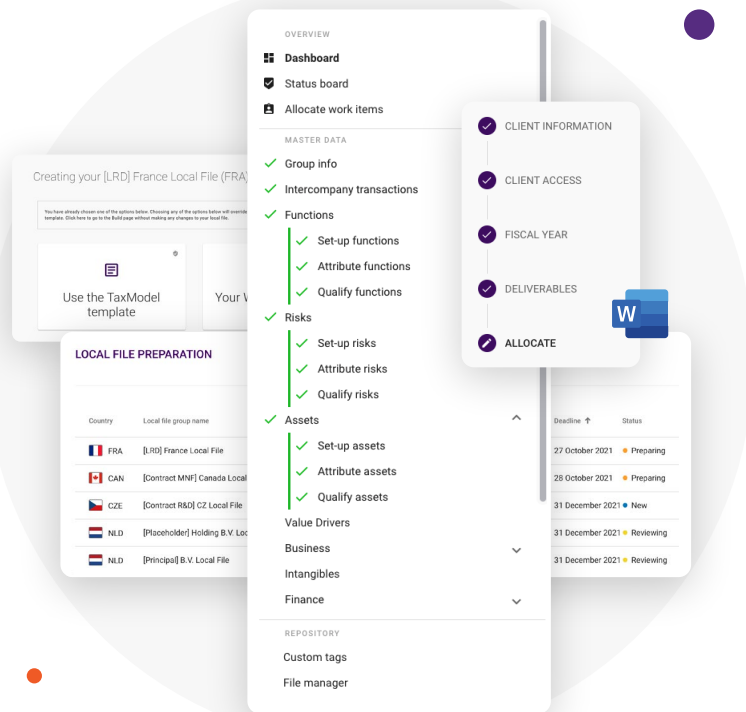 OVERVIEW
Dashboard
Status board
Allocate work items
MASTER DATA
Group info
Intercompany transactions
Functions
Set-up functions
Attribute functions
Qualify functions
Risks
Set-up risks
Attribute risks
Qualify risks
Assets
Set-up assets
Attribute assets
Qualify assets
Value Drivers
Business
Intangibles
Finance
REPOSITORY
Custom tags
File manager
CLIENT INFORMATION
CLIENT ACCESS
FISCAL YEAR
DELIVERABLES
ALLOCATE
W
Creating your [LRD] France Local File (FRA)
You have already chosen one of the options below. Choosing any of the options below will override
template. Click here to go to the Build page without making any changes to your local file.
Use the TaxModel
template
Your
LOCAL FILE PREPARATION
Country Local file group name Deadline ↑ Status
FRA [LRD] France Local File 27 October 2021 Preparing
CAN [Contract MNF] Canada Local 28 October 2021 Preparing
CZE [Contract R&D] CZ Local File 31 December 2021 New
NLD [Placeholder] Holding B.V. Loc 31 December 2021 Reviewing
NLD [Principal] B.V. Local File 31 December 2021 Reviewing